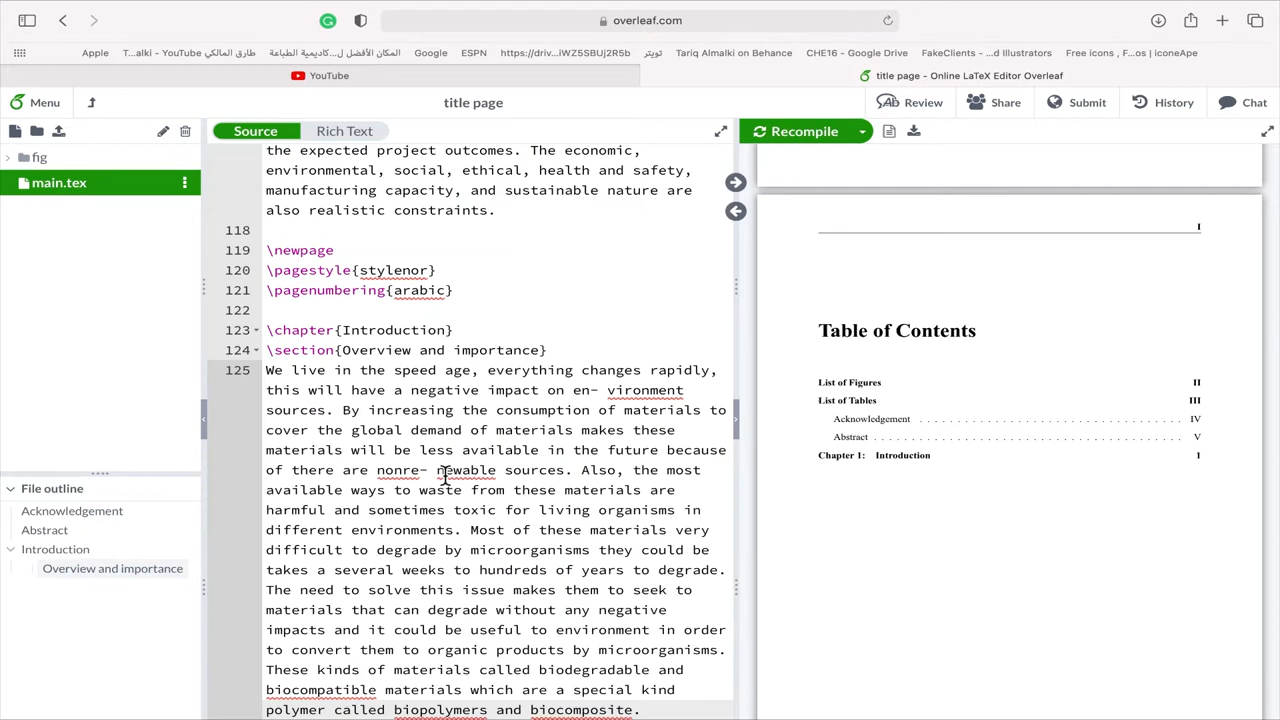 overleaf.com
Apple
طارق المالكي - YouTube T...alki
المكان الأفضل ل...كاديمية الطباعة
Google
ESPN
https://driv...iWZ5SBUj2R5b
تويتر
Tariq Almalki on Behance
CHE16 - Google Drive
FakeClients - ...d Illustrators
Free icons , F...os | iconeApe
YouTube
title page - Online LaTeX Editor Overleaf
Menu
title page
Review
Share
Submit
History
Chat
Source
Rich Text
Recompile
fig
main.tex
the expected project outcomes. The economic,
environmental, social, ethical, health and safety,
manufacturing capacity, and sustainable nature are
also realistic constraints.
118
119 \newpage
120 \pagestyle{stylenor}
121 \pagenumbering{arabic}
122
123 \chapter{Introduction}
124 \section{Overview and importance}
125 We live in the speed age, everything changes rapidly,
this will have a negative impact on en- vironment
sources. By increasing the consumption of materials to
cover the global demand of materials makes these
materials will be less available in the future because
of there are nonre- newable sources. Also, the most
available ways to waste from these materials are
harmful and sometimes toxic for living organisms in
different environments. Most of these materials very
difficult to degrade by microorganisms they could be
takes a several weeks to hundreds of years to degrade.
The need to solve this issue makes them to seek to
materials that can degrade without any negative
impacts and it could be useful to environment in order
to convert them to organic products by microorganisms.
These kinds of materials called biodegradable and
biocompatible materials which are a special kind
polymer called biopolymers and biocomposite.
File outline
Acknowledgement
Abstract
Introduction
Overview and importance
I
Table of Contents
List of Figures II
List of Tables III
Acknowledgement . . . . . . . . . . . . . . . . . . . . . . . . . . . . IV
Abstract . . . . . . . . . . . . . . . . . . . . . . . . . . . . . . . . V
Chapter 1: Introduction 1